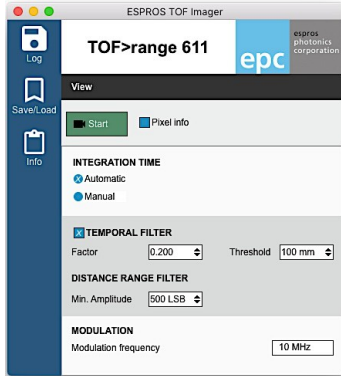 ESPROS TOF Imager
Log
Save/Load
Info
TOF>range 611
epc
espros
photonics
corporation
View
Start
Pixel info
INTEGRATION TIME
Automatic
Manual
TEMPORAL FILTER
Factor 0.200 Threshold 100 mm
DISTANCE RANGE FILTER
Min. Amplitude 500 LSB
MODULATION
Modulation frequency 10 MHz